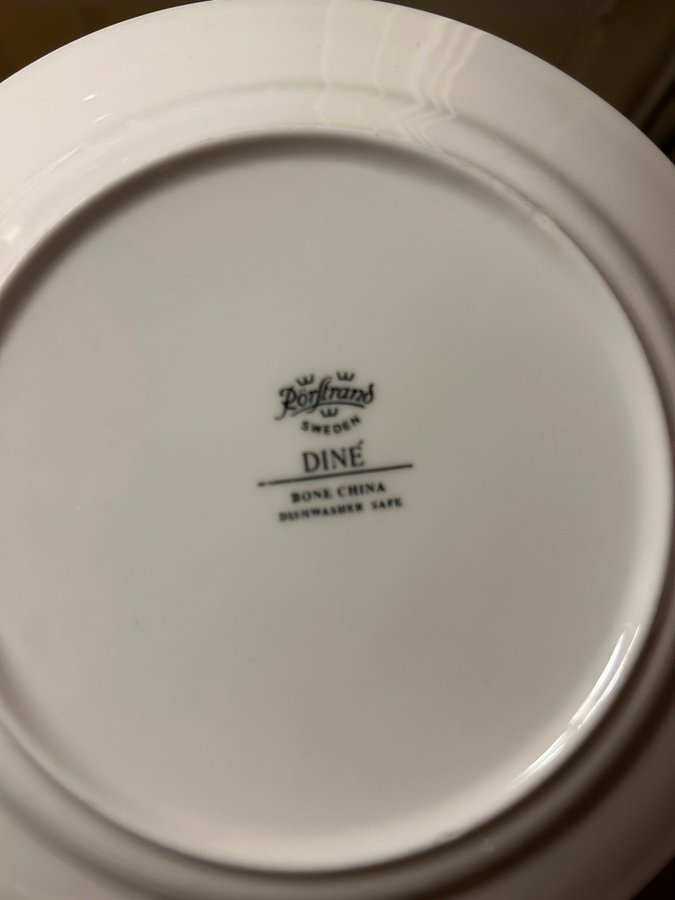 Rörstrand
SWEDEN
DINÉ
BONE CHINA
DISHWASHER SAFE